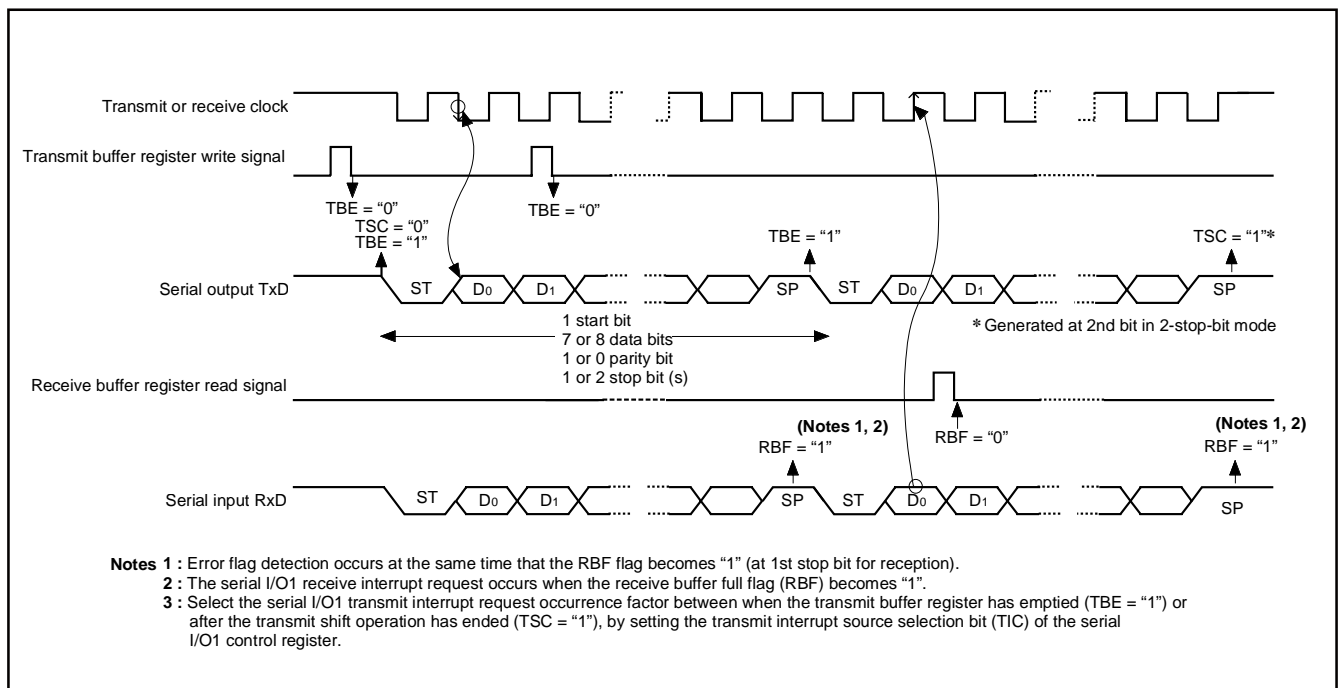 Transmit or receive clock
Transmit buffer register write signal
TBE = “0”
TSC = “0”
TBE = “1”
TBE = “0”
TBE = “1”
TSC = “1”*
Serial output TxD
ST
D0
D1
SP
ST
D0
D1
SP
1 start bit
7 or 8 data bits
1 or 0 parity bit
1 or 2 stop bit (s)
* Generated at 2nd bit in 2-stop-bit mode
Receive buffer register read signal
(Notes 1, 2)
RBF = “1”
RBF = “0”
(Notes 1, 2)
RBF = “1”
Serial input RxD
ST
D0
D1
SP
ST
D0
D1
SP
Notes 1 : Error flag detection occurs at the same time that the RBF flag becomes “1” (at 1st stop bit for reception).
2 : The serial I/O1 receive interrupt request occurs when the receive buffer full flag (RBF) becomes “1”.
3 : Select the serial I/O1 transmit interrupt request occurrence factor between when the transmit buffer register has emptied (TBE = “1”) or
after the transmit shift operation has ended (TSC = “1”), by setting the transmit interrupt source selection bit (TIC) of the serial
I/O1 control register.